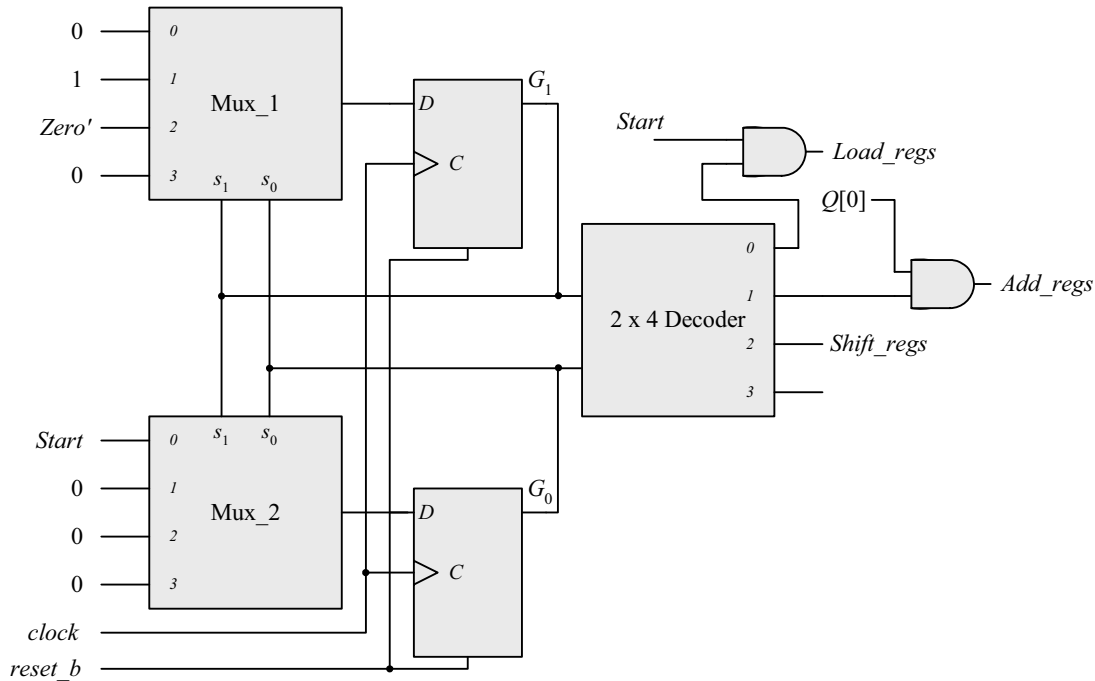 0
0
1
1
Zero'
2
0
3
Mux_1
s1 s0
D
C
G1
Start
Load_regs
Q[0]
Add_regs
2 x 4 Decoder
0
1
2
3
Shift_regs
Start
0
0
1
0
2
0
3
s1 s0
Mux_2
D
C
G0
clock
reset_b